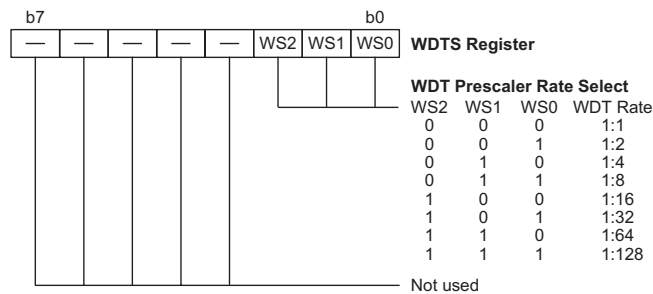 b7 b0
— — — — — WS2 WS1 WS0 WDTS Register
WDT Prescaler Rate Select
WS2 WS1 WS0 WDT Rate
0 0 0 1:1
0 0 1 1:2
0 1 0 1:4
0 1 1 1:8
1 0 0 1:16
1 0 1 1:32
1 1 0 1:64
1 1 1 1:128
Not used